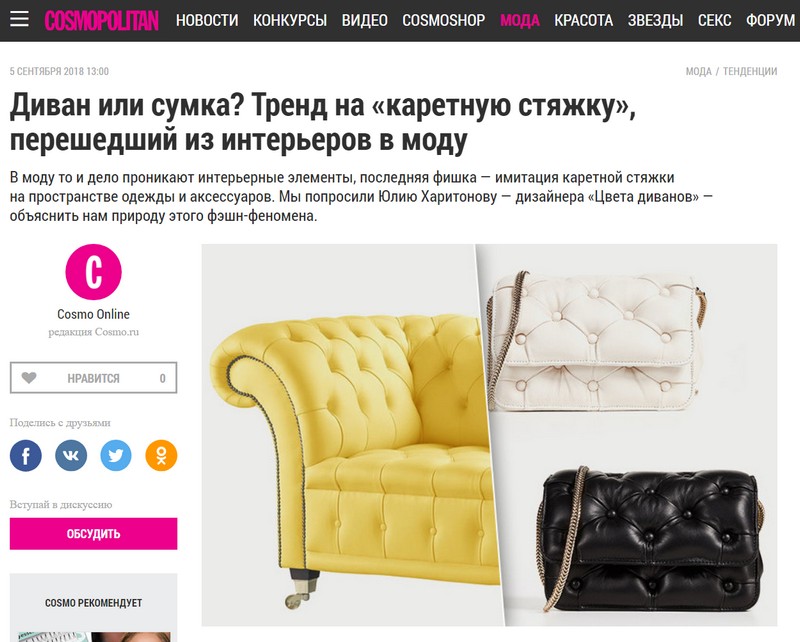 COSMOPOLITAN НОВОСТИ КОНКУРСЫ ВИДЕО COSMOSHOP МОДА КРАСОТА ЗВЕЗДЫ СЕКС ФОРУМ
5 СЕНТЯБРЯ 2018 13:00
МОДА / ТЕНДЕНЦИИ
Диван или сумка? Тренд на «каретную стяжку»,
перешедший из интерьеров в моду
В моду то и дело проникают интерьерные элементы, последняя фишка — имитация каретной стяжки
на пространстве одежды и аксессуаров. Мы попросили Юлию Харитонову — дизайнера «Цвета диванов» —
объяснить нам природу этого фэшн-феномена.
C
Cosmo Online
редакция Cosmo.ru
НРАВИТСЯ 0
Поделись с друзьями
Вступай в дискуссию
ОБСУДИТЬ
COSMO РЕКОМЕНДУЕТ